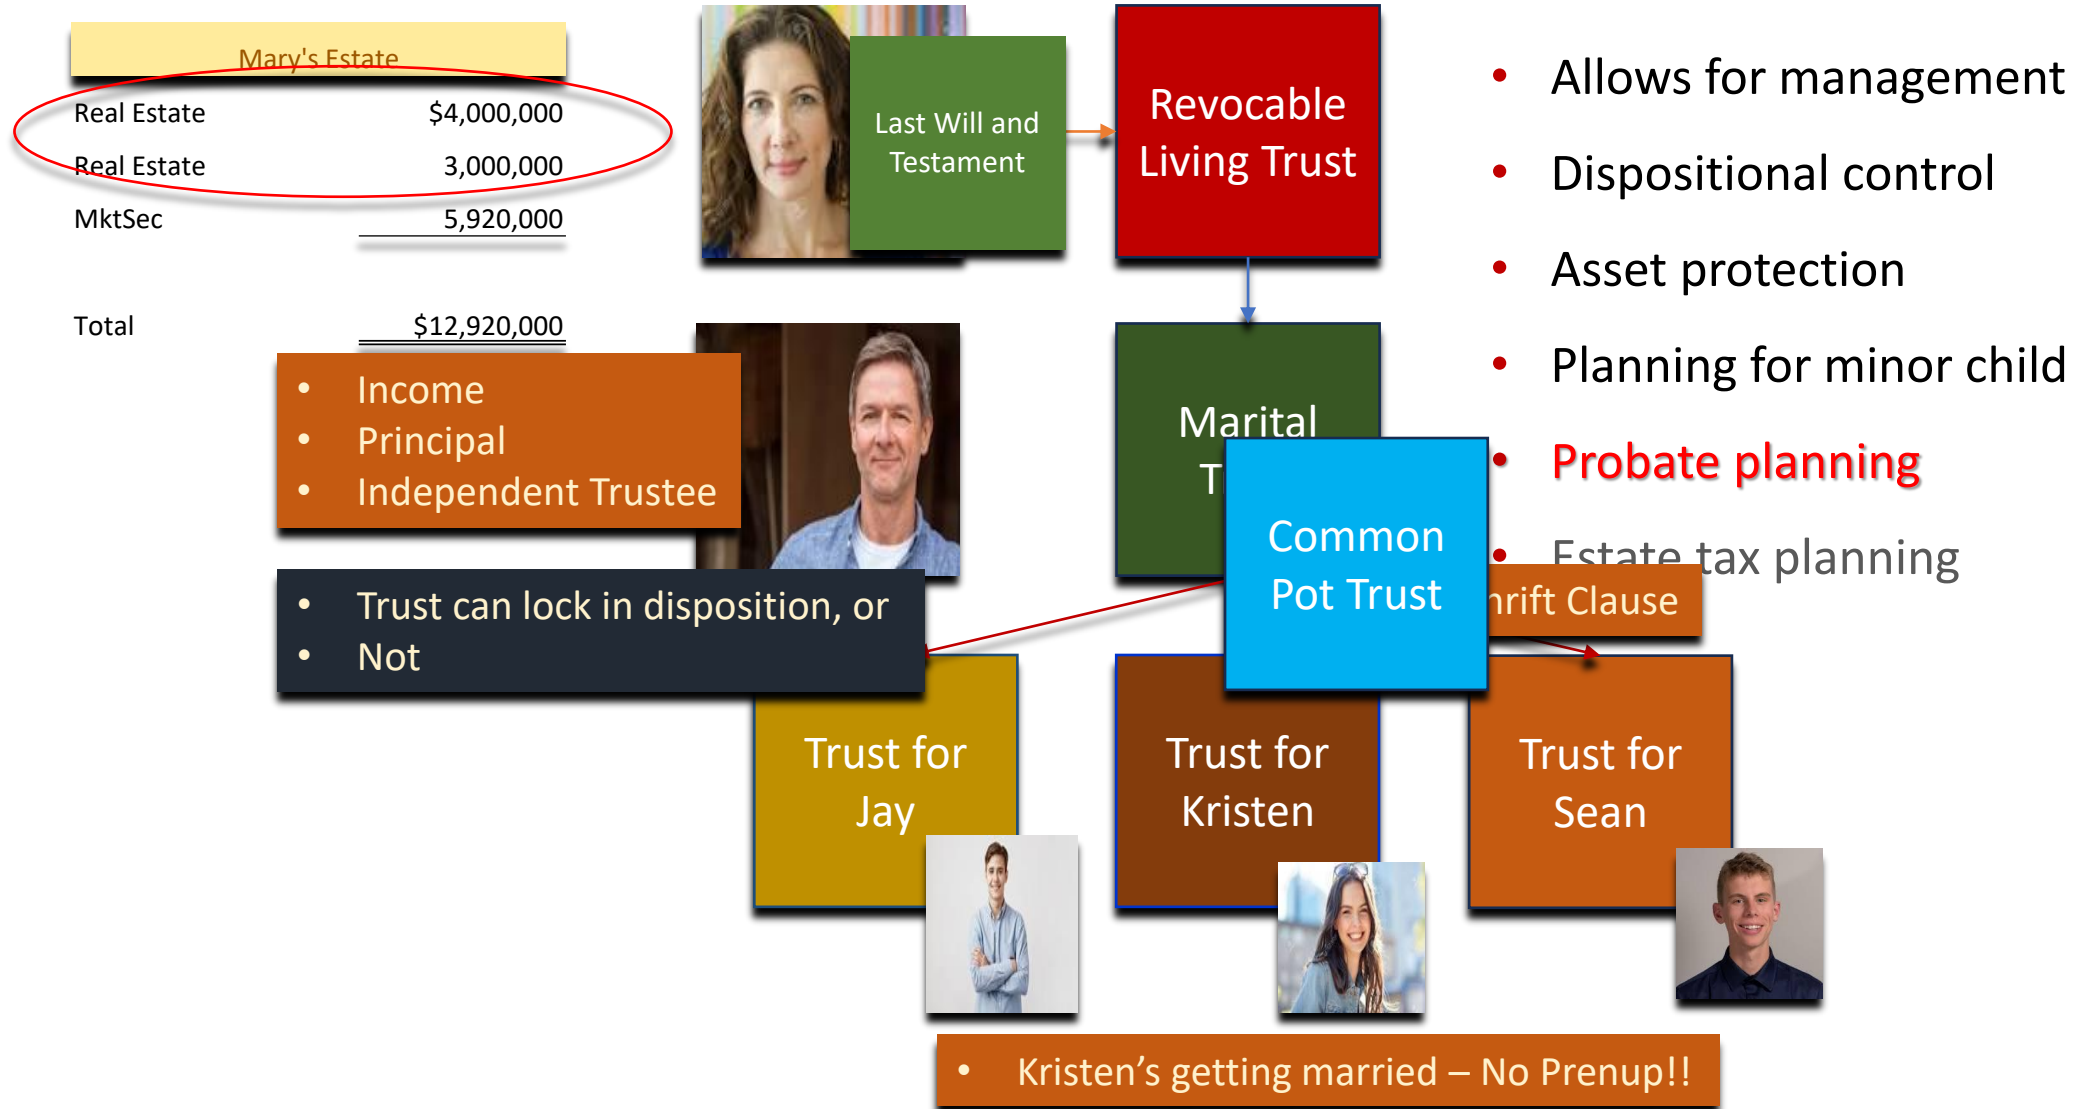 Mary's Estate
Real Estate $4,000,000
Real Estate 3,000,000
MktSec 5,920,000
Total $12,920,000
Last Will and
Testament
Revocable
Living Trust
• Allows for management
• Dispositional control
• Asset protection
• Planning for minor child
• Probate planning
• Estate tax planning
• Income
• Principal
• Independent Trustee
Marital
Common
Pot Trust
Clause
• Trust can lock in disposition, or
• Not
Trust for
Jay
Trust for
Kristen
Trust for
Sean
• Kristen’s getting married – No Prenup!!